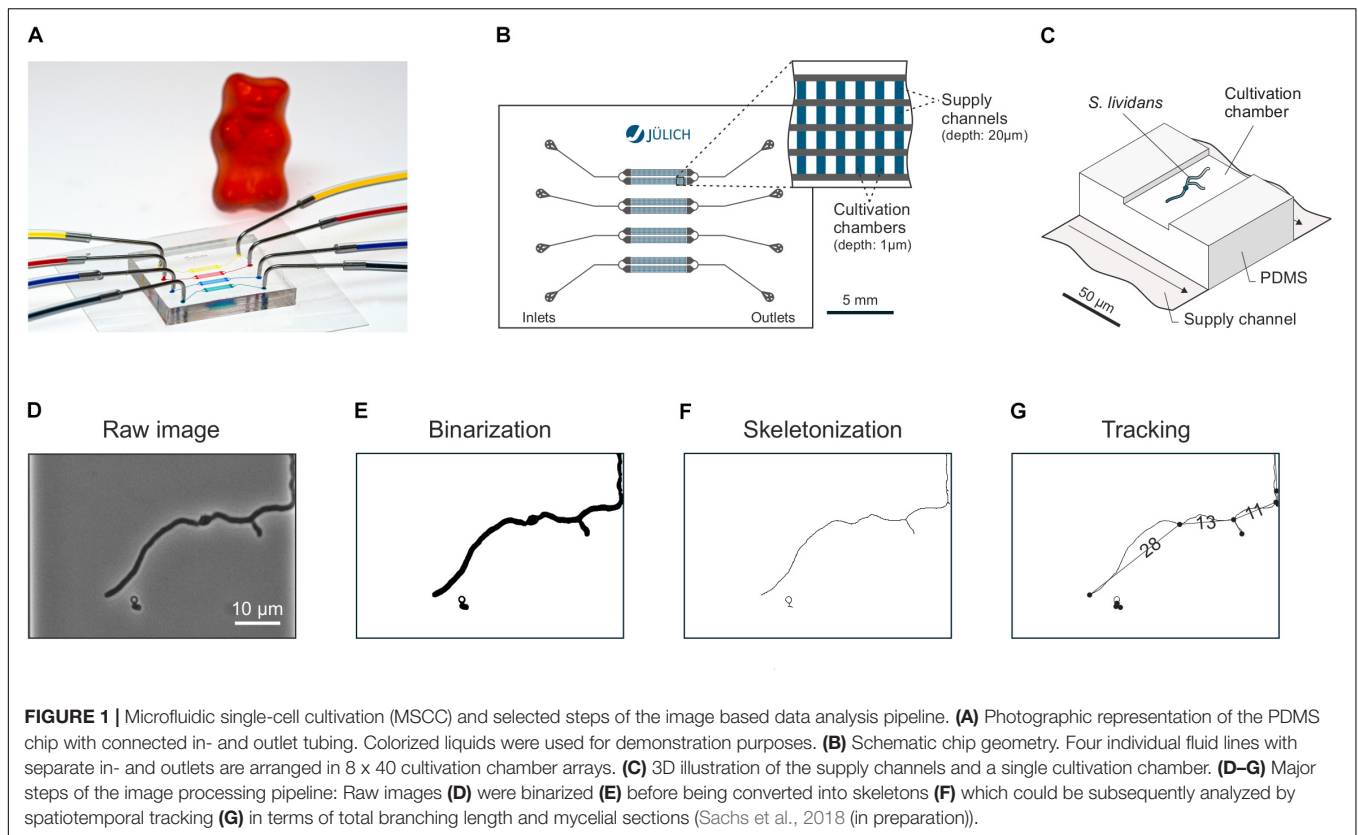 A
B
C
JÜLICH
Supply
channels
(depth: 20µm)
Cultivation
chambers
(depth: 1µm)
Inlets
Outlets
5 mm
S. lividans
Cultivation
chamber
PDMS
50 µm
Supply channel
D
E
F
G
Raw image
Binarization
Skeletonization
Tracking
10 µm
28
13
11
FIGURE 1 | Microfluidic single-cell cultivation (MSCC) and selected steps of the image based data analysis pipeline. (A) Photographic representation of the PDMS
chip with connected in- and outlet tubing. Colorized liquids were used for demonstration purposes. (B) Schematic chip geometry. Four individual fluid lines with
separate in- and outlets are arranged in 8 x 40 cultivation chamber arrays. (C) 3D illustration of the supply channels and a single cultivation chamber. (D–G) Major
steps of the image processing pipeline: Raw images (D) were binarized (E) before being converted into skeletons (F) which could be subsequently analyzed by
spatiotemporal tracking (G) in terms of total branching length and mycelial sections (Sachs et al., 2018 (in preparation)).